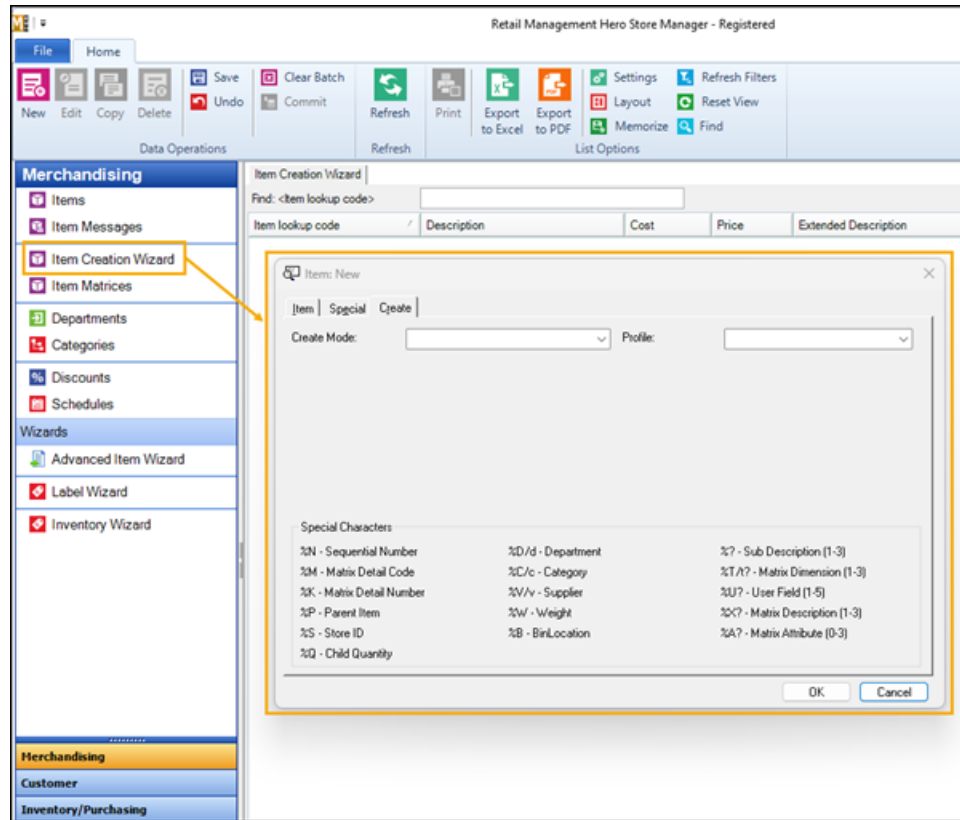 Retail Management Hero Store Manager - Registered
File Home
New Edit Copy Delete Save Undo Clear Batch Commit Refresh Print Export to Excel Export to PDF Settings Layout Memorize Refresh Filters Reset View Find
Data Operations Refresh List Options
Merchandising
Items
Item Messages
Item Creation Wizard
Item Matrices
Departments
Categories
Discounts
Schedules
Wizards
Advanced Item Wizard
Label Wizard
Inventory Wizard
Merchandising
Customer
Inventory/Purchasing
Item Creation Wizard
Find: <Item lookup code>
Item lookup code Description Cost Price Extended Description
Item: New
Item Special Create
Create Mode: Profile:
Special Characters
%N - Sequential Number %D/d - Department %? - Sub Description (1-3)
%M - Matrix Detail Code %C/c - Category %T/t? - Matrix Dimension (1-3)
%K - Matrix Detail Number %V/v - Supplier %U? - User Field (1-5)
%P - Parent Item %W - Weight %X? - Matrix Description (1-3)
%S - Store ID %B - BinLocation %A? - Matrix Attribute (0-3)
%Q - Child Quantity
OK Cancel